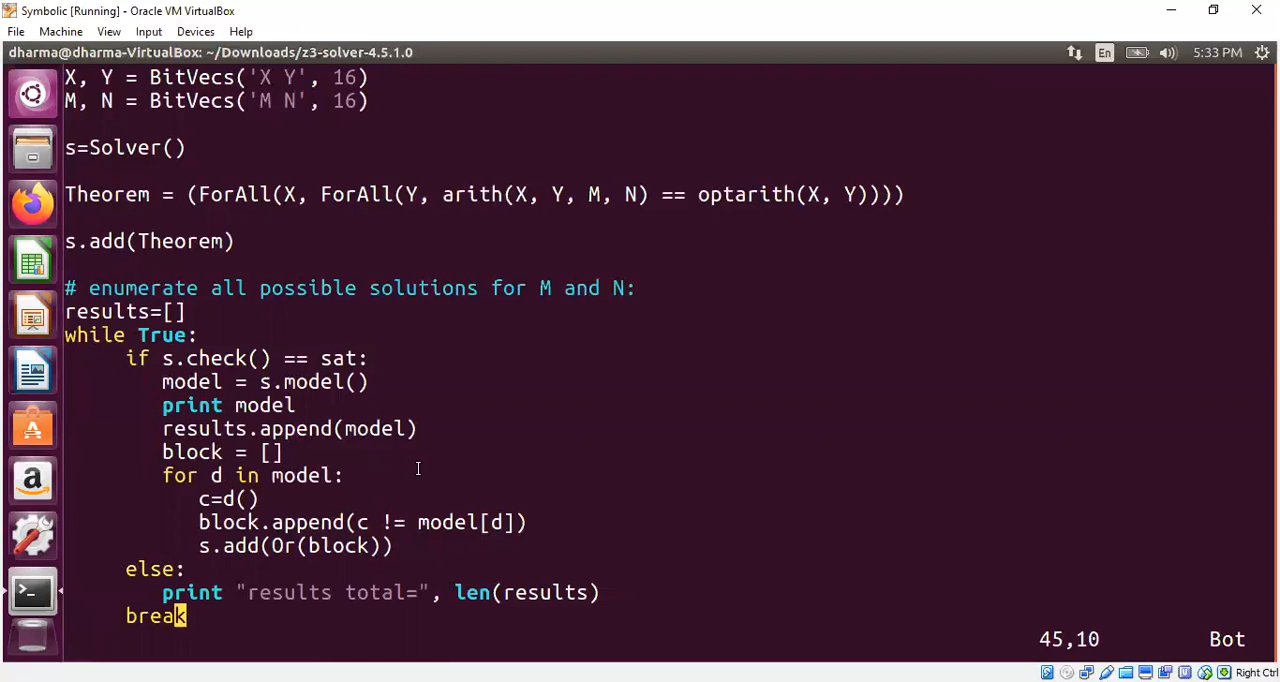 Symbolic [Running] - Oracle VM VirtualBox
File Machine View Input Devices Help
dharma@dharma-VirtualBox: ~/Downloads/z3-solver-4.5.1.0 En 5:33 PM
X, Y = BitVecs('X Y', 16)
M, N = BitVecs('M N', 16)
s=Solver()
Theorem = (ForAll(X, ForAll(Y, arith(X, Y, M, N) == optarith(X, Y))))
s.add(Theorem)
# enumerate all possible solutions for M and N:
results=[]
while True:
if s.check() == sat:
model = s.model()
print model
results.append(model)
block = []
for d in model:
c=d()
block.append(c != model[d])
s.add(Or(block))
else:
print "results total=", len(results)
break
45,10 Bot
Right Ctrl